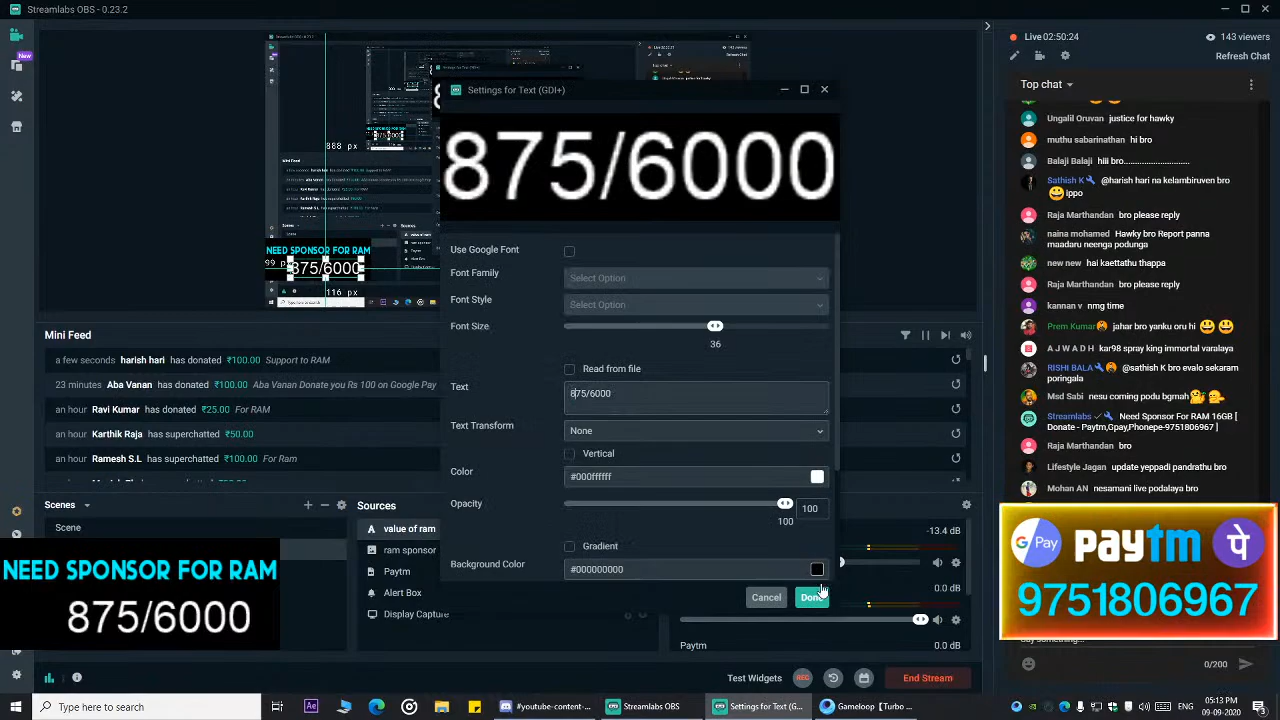 Streamlabs OBS - 0.23.2
New
NEED SPONSOR FOR RAM
875/6000
116 px
Mini Feed
a few seconds harish hari has donated ₹100.00 Support to RAM
23 minutes Aba Vanan has donated ₹100.00 Aba Vanan Donate you Rs 100 on Google Pay
an hour Ravi Kumar has donated ₹25.00 For RAM
an hour Karthik Raja has superchatted ₹50.00
an hour Ramesh S.L has superchatted ₹100.00 For Ram
Scenes
Scene
Sources
value of ram
ram sponsor
Paytm
Alert Box
Display Capture
NEED SPONSOR FOR RAM
875/6000
Settings for Text (GDI+)
875/6000
Use Google Font
Font Family
Select Option
Font Style
Select Option
Font Size
36
Read from file
Text
875/6000
Text Transform
None
Vertical
Color
#000ffffff
Opacity
100
100
Gradient
Background Color
#000000000
Cancel
Done
-13.4 dB
0.0 dB
0.0 dB
Paytm
Test Widgets
REC
End Stream
Live 02:50:24
143 viewers
Refresh Chat
Top chat
Ungalil Oruvan justice for hawky
muthu sabarinathan hi bro
Balaji Balaji hiii bro......................
Sathish K @harish hari na kelambitven bro
ippo
Raja Marthandan bro please reply
naina mohamed Hawky bro Report panna
maadaru neenga podunga
new new hai kaettathu thappa
Raja Marthandan bro please reply
kannan v nmg time
Prem Kumar jahar bro yanku oru hi
A J W A D H kar98 spray king immortal varalaya
RISHI BALA @sathish K bro evalo sekaram
poringala
Msd Sabi semau podu bgmah
Streamlabs Need Sponsor For RAM 16GB [
Donate - Paytm,Gpay,Phonepe-9751806967 ]
Raja Marthandan bro
Lifestyle Jagan update yeppadi pandrathu bro
Mohan AN nesamani live podalaya bro
G Pay paytm पे
9751806967
Say something...
0/200
Type here to search
Ae
#youtube-content ...
Streamlabs OBS
Settings for Text (G...
Gameloop [Turbo ...
ENG
05:13 PM
09-09-2020